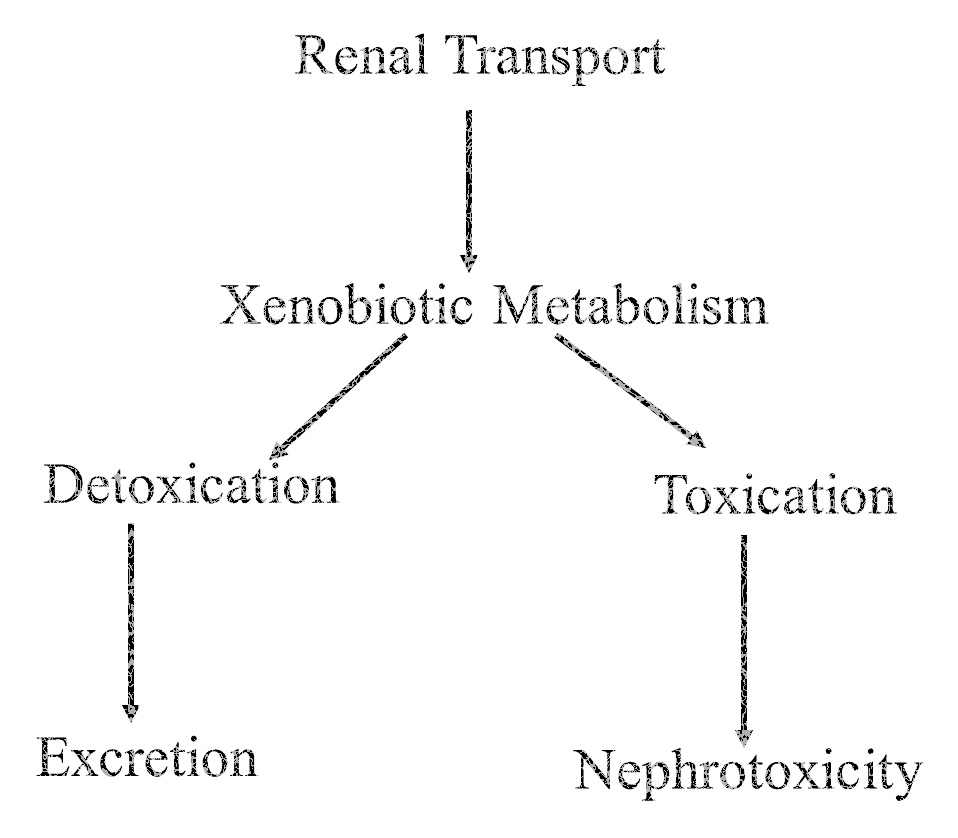 Renal Transport
Xenobiotic Metabolism
Detoxication
Toxication
Excretion
Nephrotoxicity